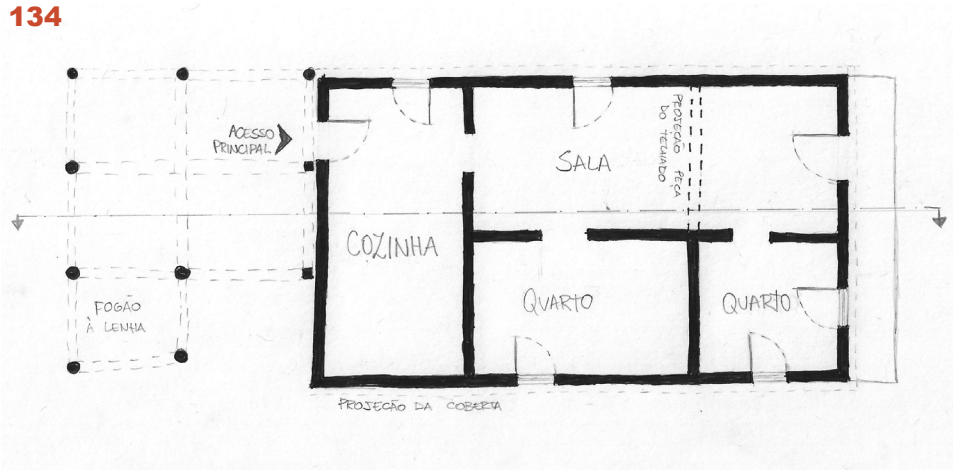 134
ACESSO
PRINCIPAL
PROJEÇÃO PEÇA
DO TELHADO
SALA
COZINHA
QUARTO
QUARTO
FOGÃO
À LENHA
PROJEÇÃO DA COBERTA